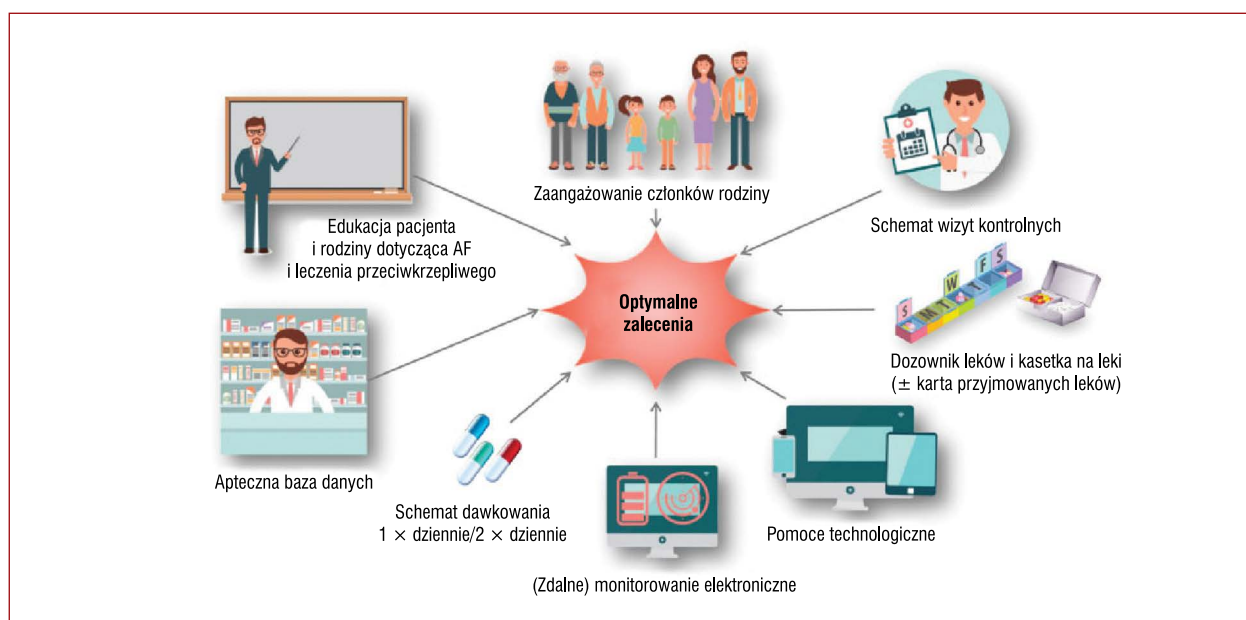 Zaangażowanie członków rodziny
Edukacja pacjenta
i rodziny dotycząca AF
i leczenia przeciwkrzepliwego
Schemat wizyt kontrolnych
Optymalne
zalecenia
S M T W T F S
Dozownik leków i kasetka na leki
(± karta przyjmowanych leków)
Apteczna baza danych
Schemat dawkowania
1 × dziennie/2 × dziennie
Pomoce technologiczne
(Zdalne) monitorowanie elektroniczne